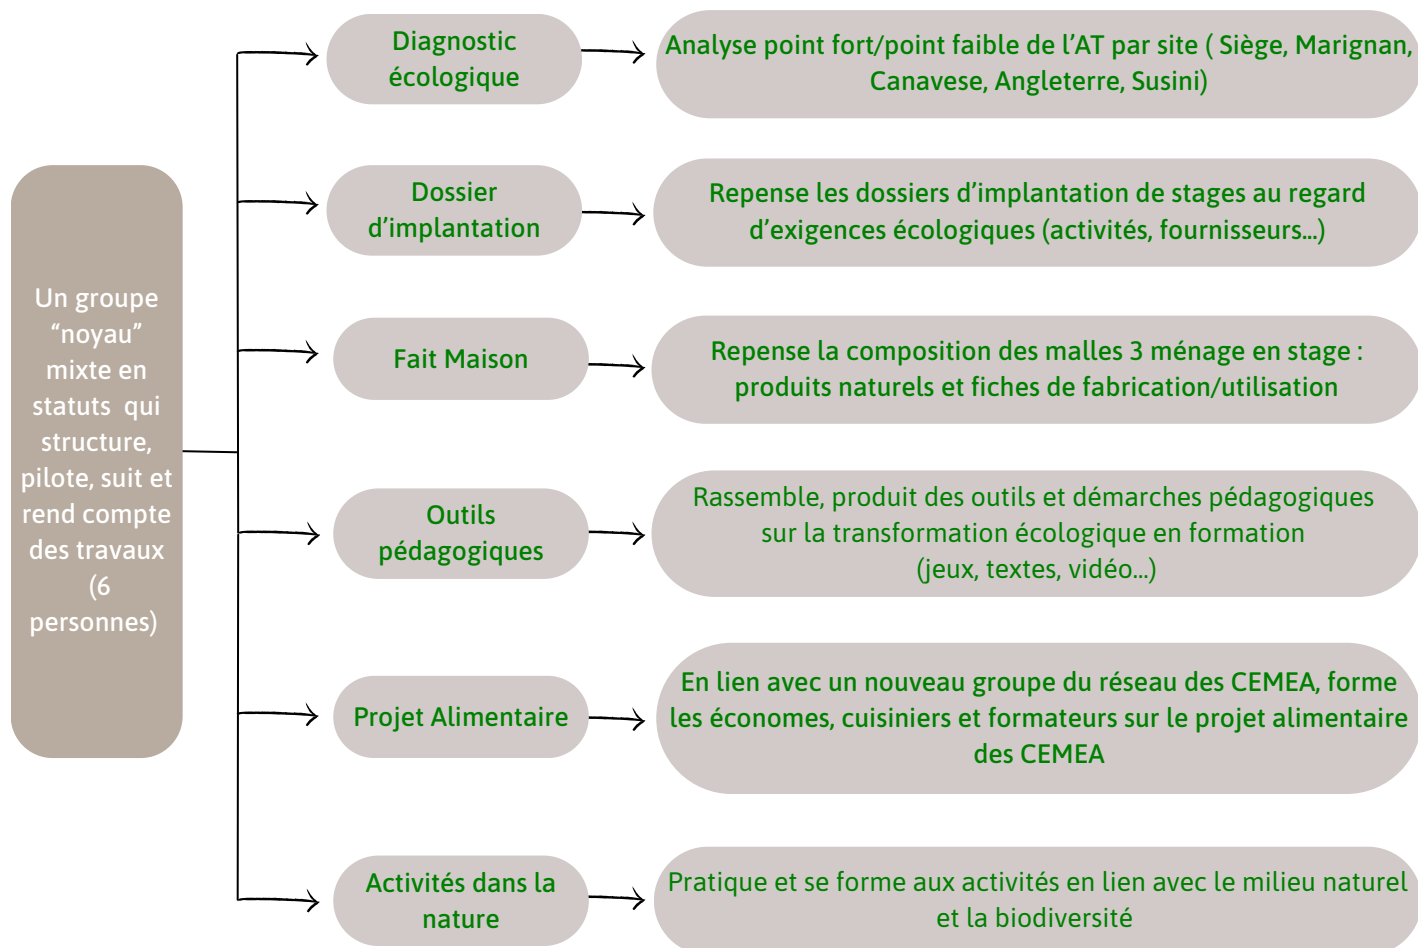 Un groupe
“noyau”
mixte en
statuts qui
structure,
pilote, suit et
rend compte
des travaux
(6
personnes)
Diagnostic
écologique
Analyse point fort/point faible de l’AT par site ( Siège, Marignan,
Canavese, Angleterre, Susini)
Dossier
d’implantation
Repense les dossiers d’implantation de stages au regard
d’exigences écologiques (activités, fournisseurs...)
Fait Maison
Repense la composition des malles 3 ménage en stage :
produits naturels et fiches de fabrication/utilisation
Outils
pédagogiques
Rassemble, produit des outils et démarches pédagogiques
sur la transformation écologique en formation
(jeux, textes, vidéo...)
Projet Alimentaire
En lien avec un nouveau groupe du réseau des CEMEA, forme
les économes, cuisiniers et formateurs sur le projet alimentaire
des CEMEA
Activités dans la
nature
Pratique et se forme aux activités en lien avec le milieu naturel
et la biodiversité